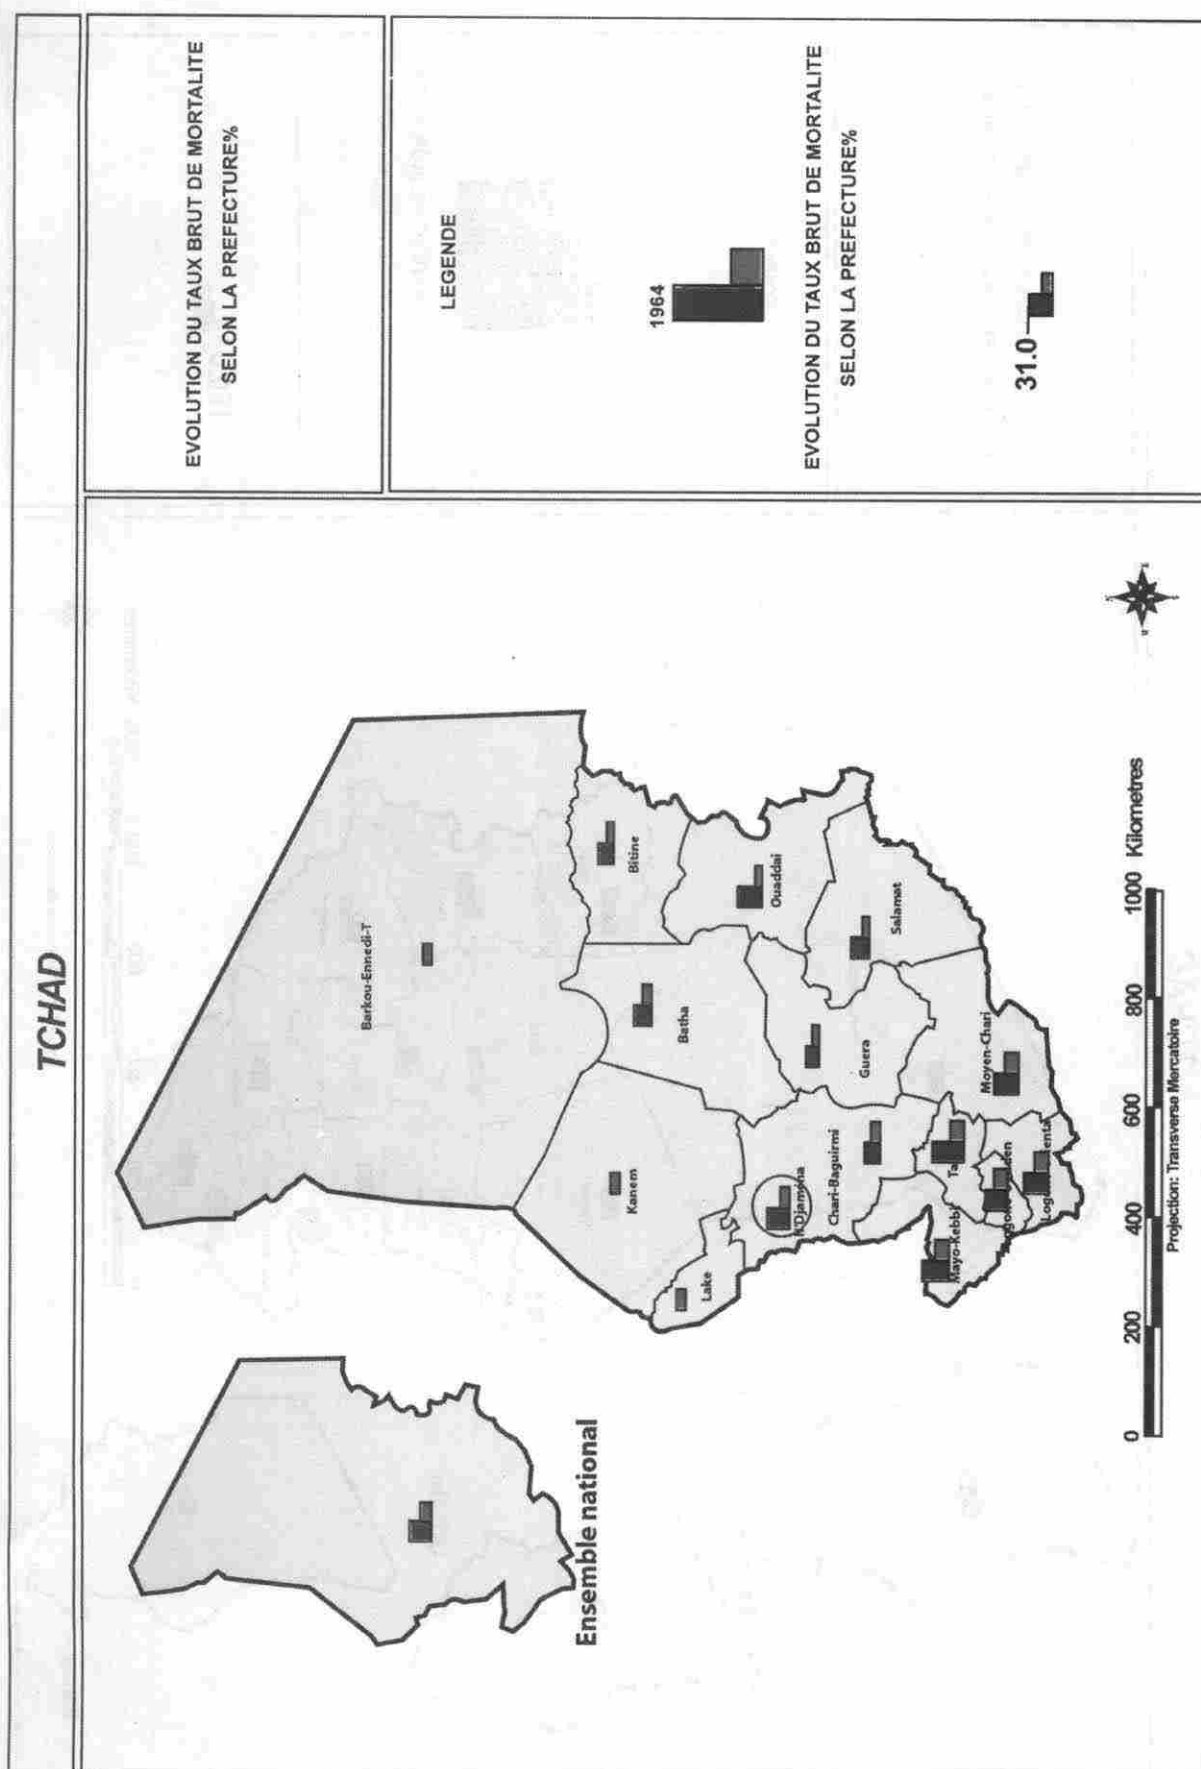 TCHAD
EVOLUTION DU TAUX BRUT DE MORTALITE
SELON LA PREFECTURE%
LEGENDE
1964
EVOLUTION DU TAUX BRUT DE MORTALITE
SELON LA PREFECTURE%
31.0
Ensemble national
Barkou-Ennedi-T
Kanem
Bitine
Batha
Lake
Ouaddai
N'Djamena
Chari-Baguirmi
Guera
Salamat
Mayo-Kebbi
Moyen-Chari
N
E
S
0 200 400 600 800 1000 Kilometres
Projection: Transverse Mercatoire